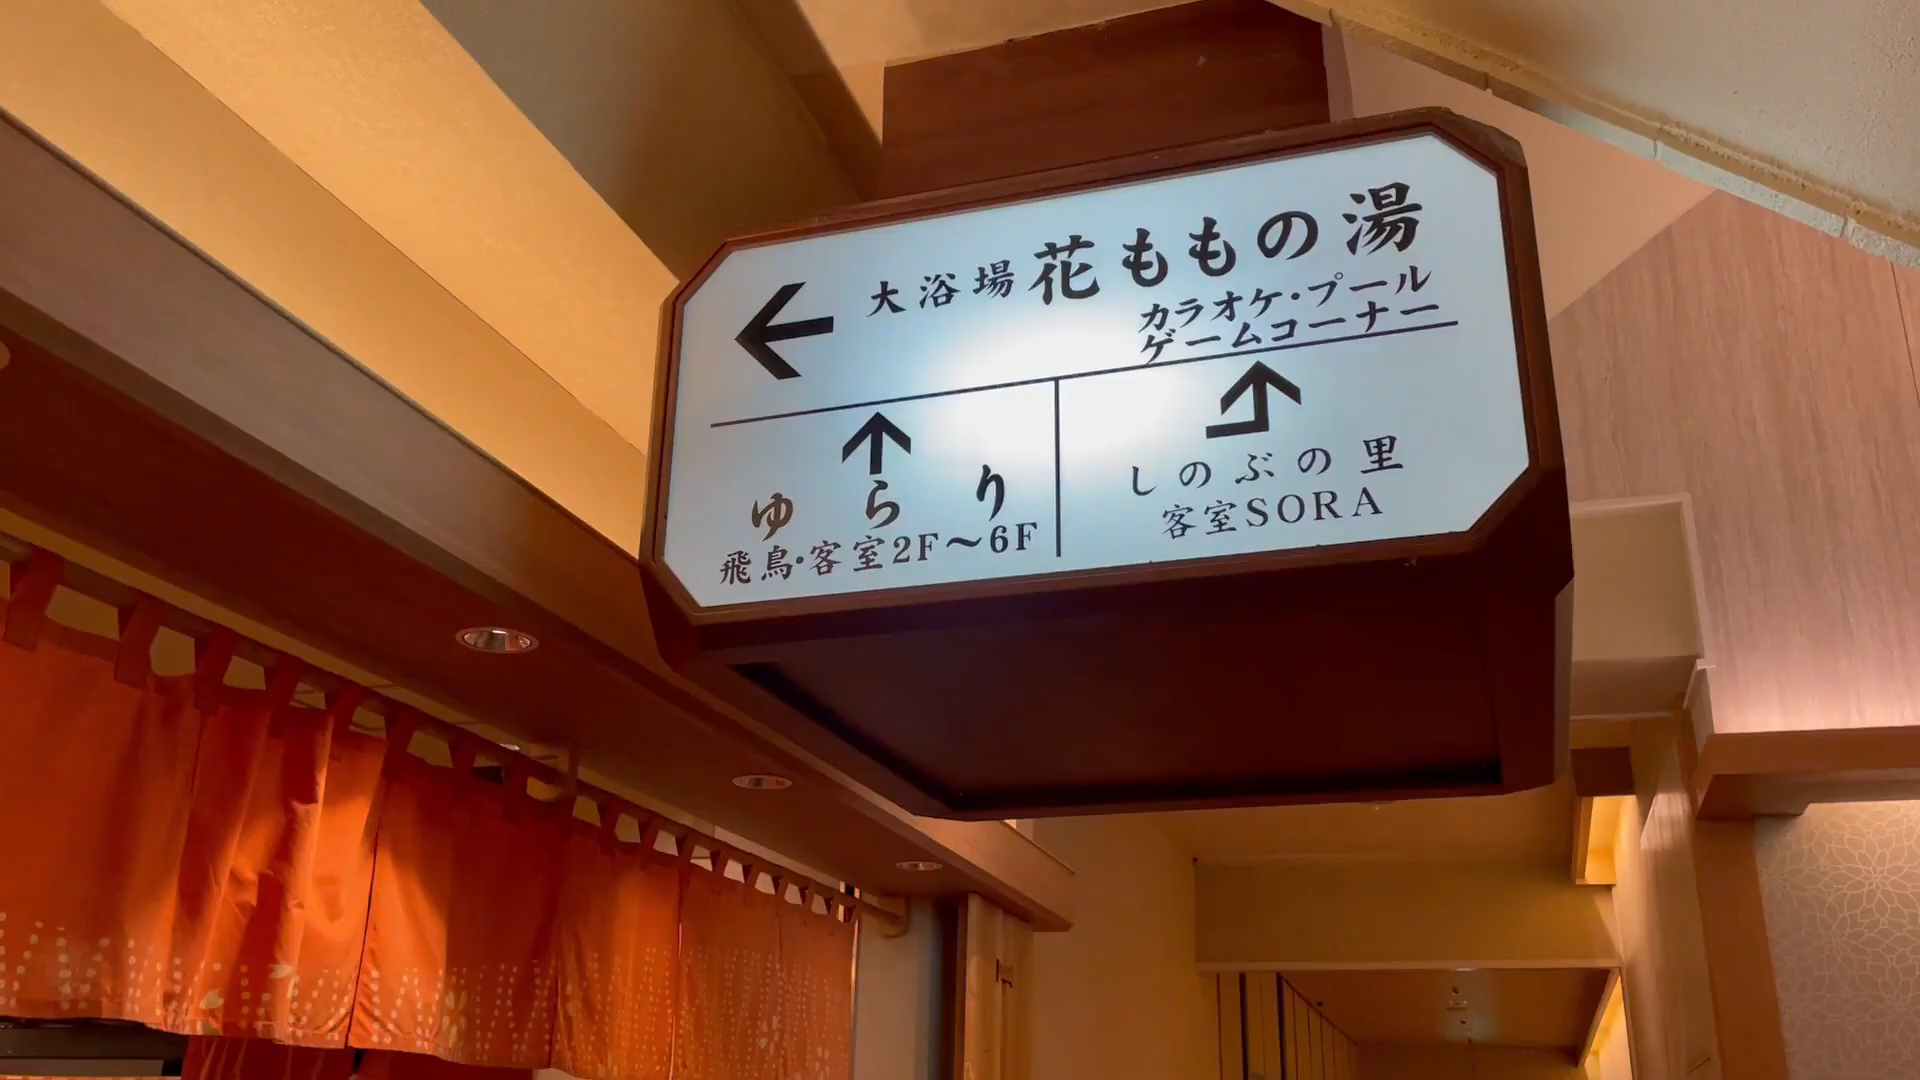 大浴場 花ももの湯
カラオケ・プール
ゲームコーナー
ゆらり
飛鳥・客室2F～6F
しのぶの里
客室SORA